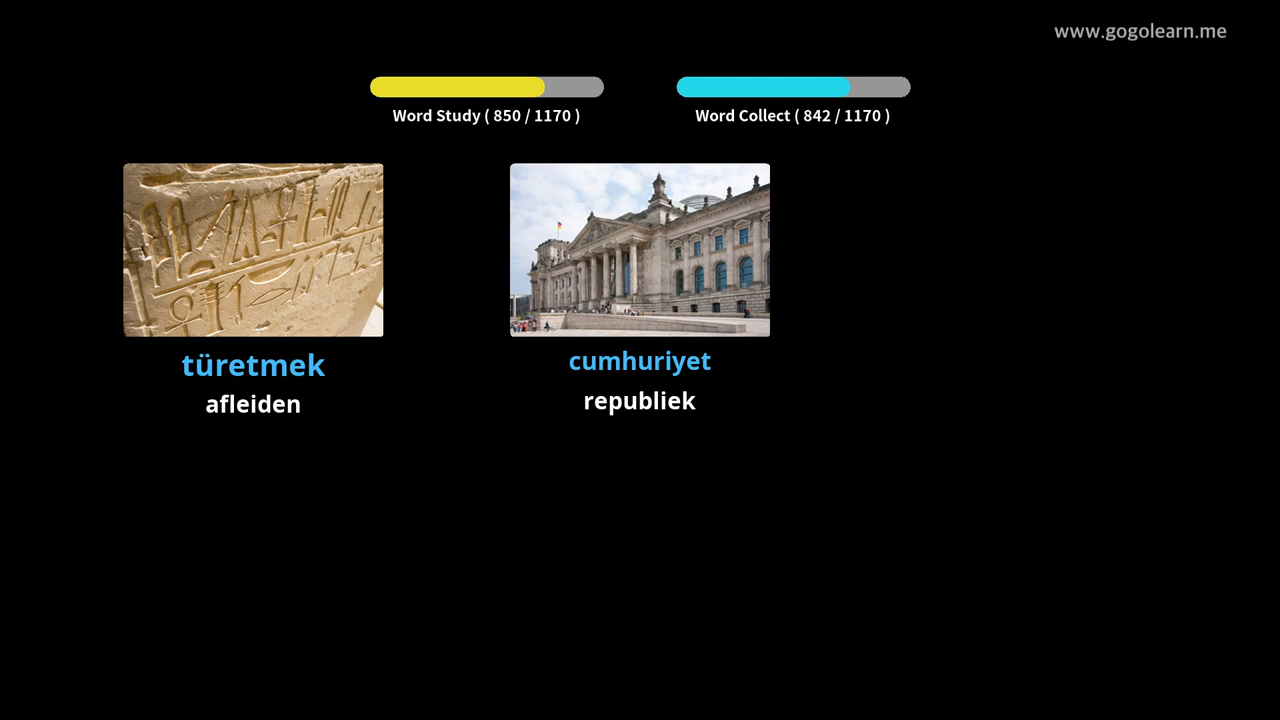 www.gogolearn.me
Word Study ( 850 / 1170 )
Word Collect ( 842 / 1170 )
türetmek
afleiden
cumhuriyet
republiek